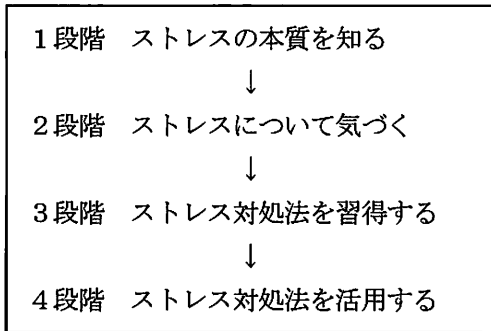 1段階 ストレスの本質を知る
↓
2段階 ストレスについて気づく
↓
3段階 ストレス対処法を習得する
↓
4段階 ストレス対処法を活用する